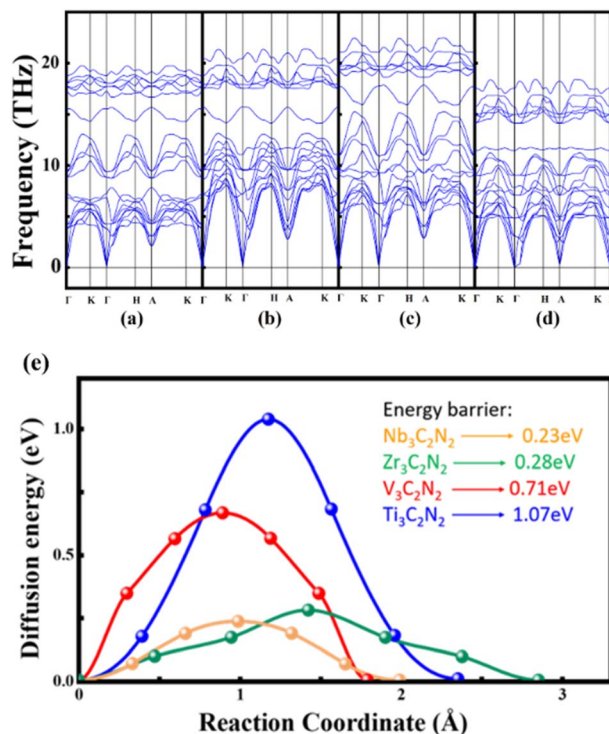 Frequency (THz)
20
10
0
Γ K Γ H A K Γ K Γ H A K Γ K Γ H A K Γ K Γ H A K Γ
(a) (b) (c) (d)
(e)
Diffusion energy (eV)
1.0
0.5
0.0
Energy barrier:
Nb₃C₂N₂ → 0.23eV
Zr₃C₂N₂ → 0.28eV
V₃C₂N₂ → 0.71eV
Ti₃C₂N₂ → 1.07eV
0 1 2 3
Reaction Coordinate (Å)